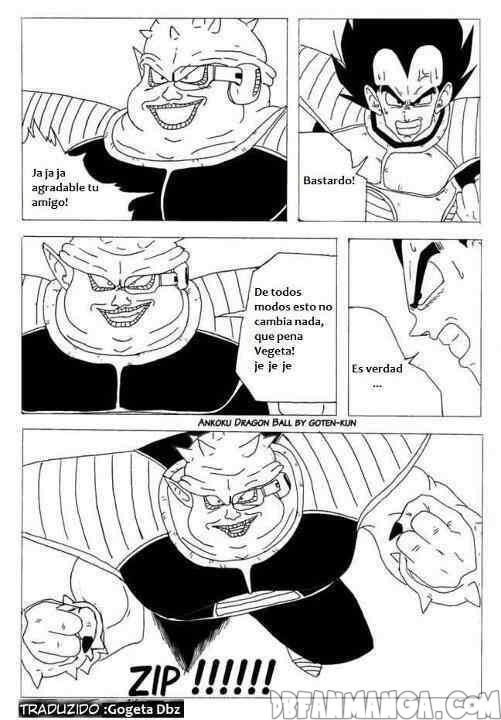 Ja ja ja
agradable tu
amigo!
Bastardo!
De todos
modos esto no
cambia nada,
que pena
Vegeta!
je je je
Es verdad
...
Ankoku Dragon Ball by goten-kun
ZIP !!!!!!
TRADUZIDO :Gogeta Dbz
DBFANMANGA.COM